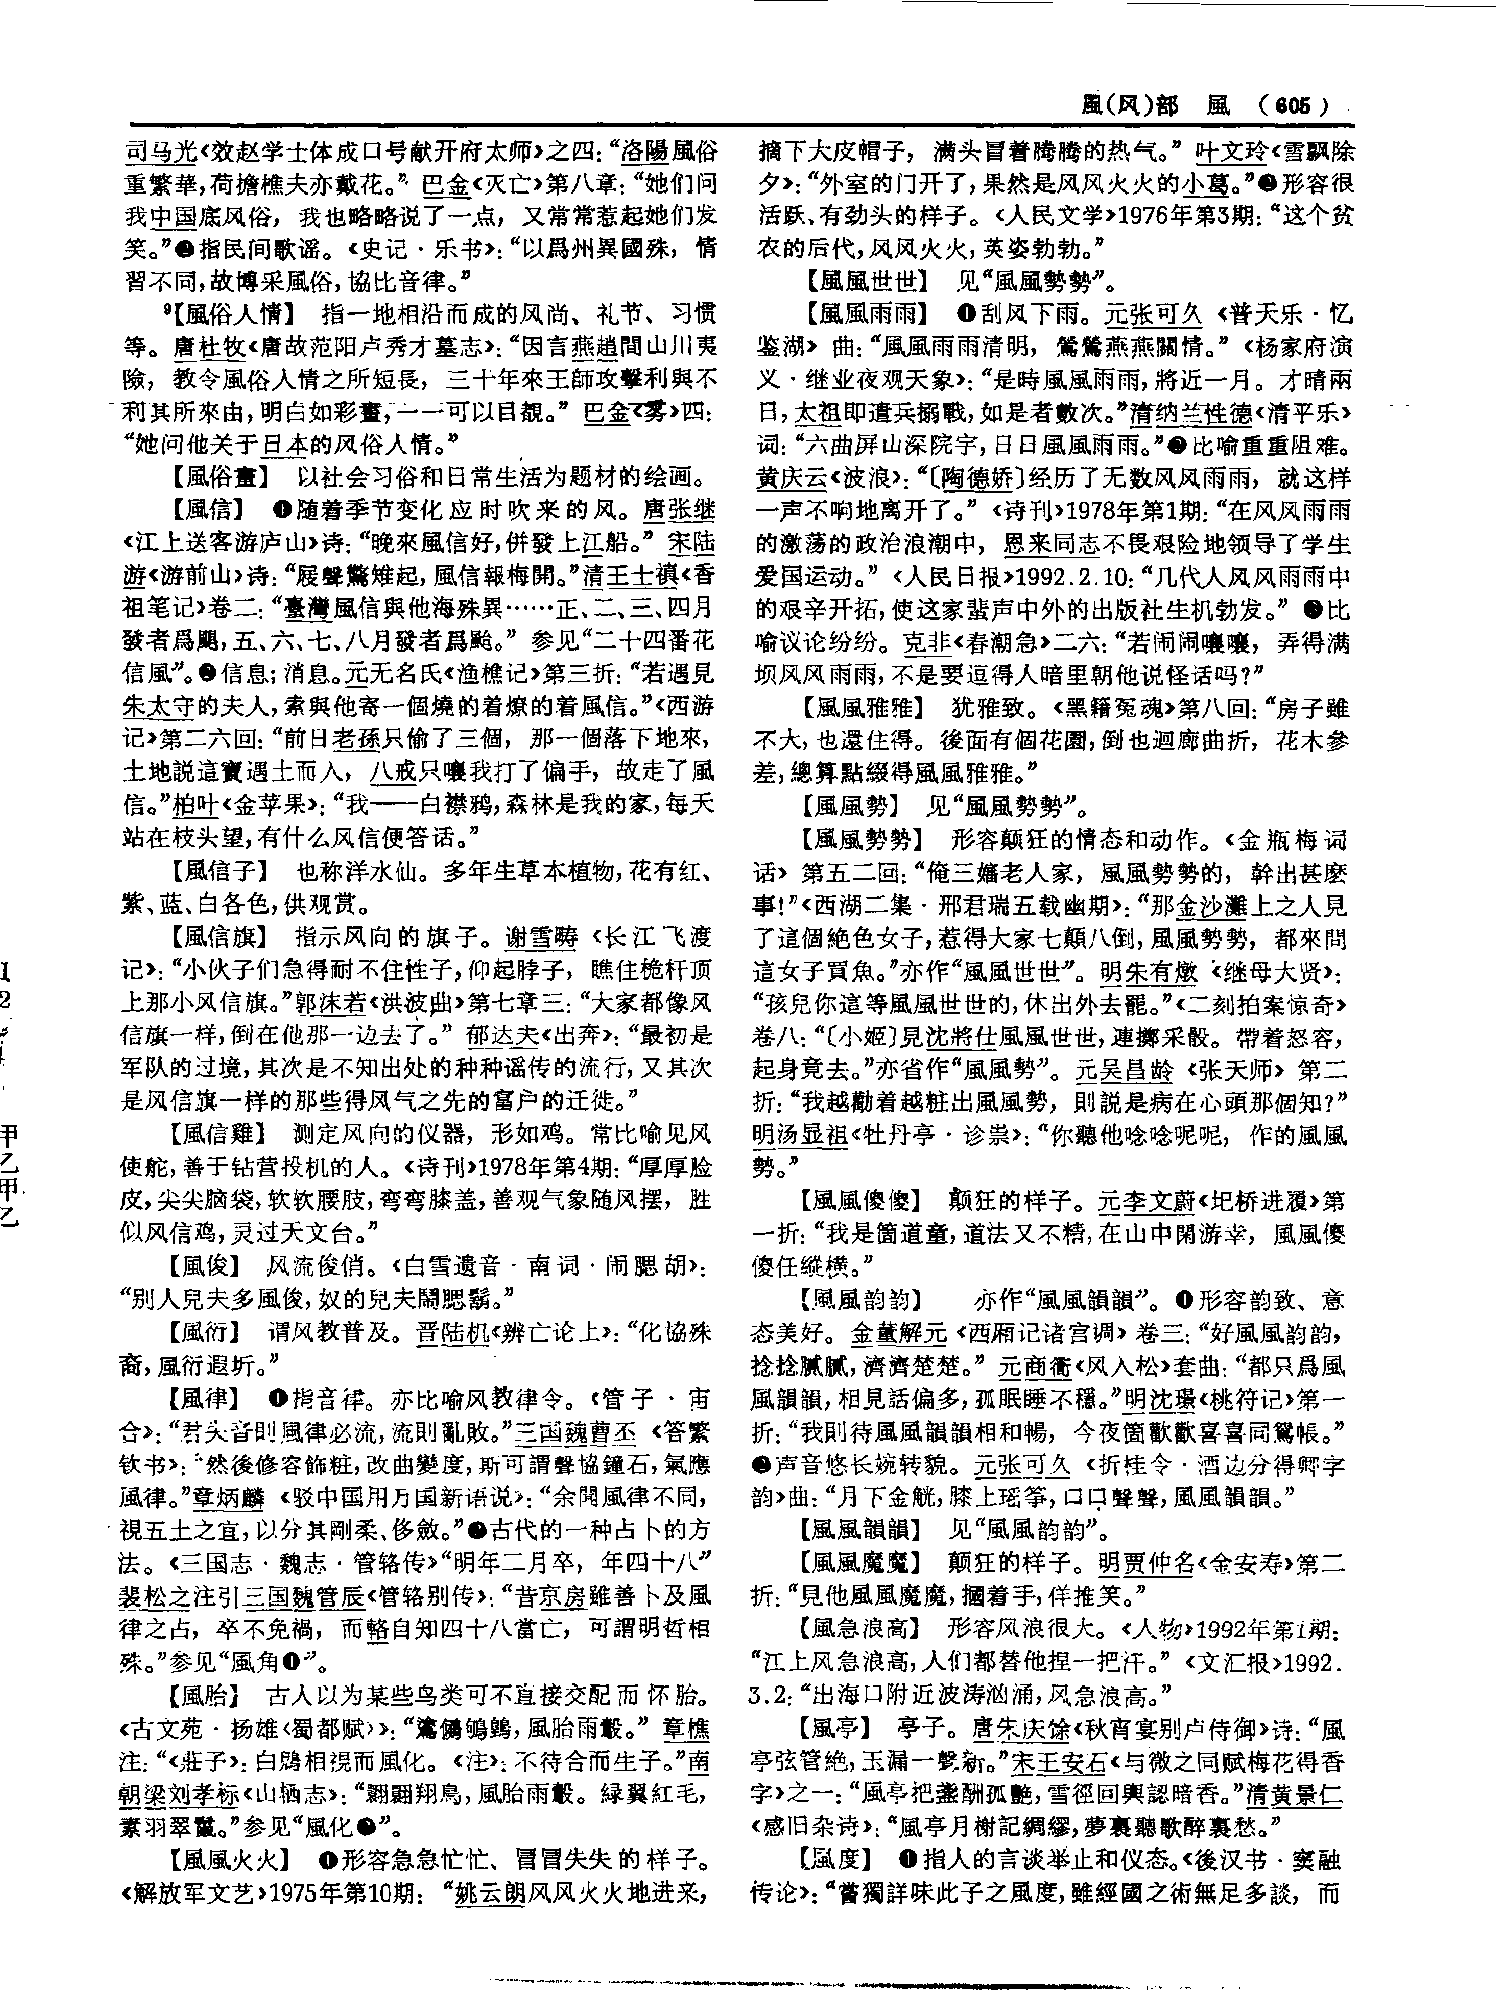 風(风)部　風　(605)
司马光《效赵学士体成口号献开府太师》之四：“洛陽風俗
重繁華，荷擔樵夫亦戴花。”巴金《灭亡》第八章：“她们问
我中国底风俗，我也略略说了一点，又常常惹起她们发
笑。”❷指民间歌谣。《史记·乐书》：“以爲州異國殊，情
習不同，故博采風俗，協比音律。”
9【風俗人情】　指一地相沿而成的风尚、礼节、习惯
等。唐杜牧《唐故范阳卢秀才墓志》：“因言燕趙間山川夷
險，教令風俗人情之所短長，三十年來王師攻擊利與不
利其所來由，明白如彩畫，一一可以目覩。”巴金《雾》四：
“她问他关于日本的风俗人情。”
【風俗畫】　以社会习俗和日常生活为题材的绘画。
【風信】　❶随着季节变化应时吹来的风。唐张继
《江上送客游庐山》诗：“晚來風信好，併發上江船。”宋陆
游《游前山》诗：“屐聲驚雉起，風信報梅開。”清王士禛《香
祖笔记》卷二：“臺灣風信與他海殊異……正、二、三、四月
發者爲颶，五、六、七、八月發者爲颱。”参见“二十四番花
信風”。❷信息；消息。元无名氏《渔樵记》第三折：“若遇見
朱太守的夫人，索與他寄一個燒的着燎的着風信。”《西游
记》第二六回：“前日老孫只偷了三個，那一個落下地來，
土地説這寶遇土而入，八戒只嚷我打了偏手，故走了風
信。”柏叶《金苹果》：“我——白襟鸦，森林是我的家，每天
站在枝头望，有什么风信便答话。”
【風信子】　也称洋水仙。多年生草本植物，花有红、
紫、蓝、白各色，供观赏。
【風信旗】　指示风向的旗子。谢雪畴《长江飞渡
记》：“小伙子们急得耐不住性子，仰起脖子，瞧住桅杆顶
上那小风信旗。”郭沫若《洪波曲》第七章三：“大家都像风
信旗一样，倒在他那一边去了。”郁达夫《出奔》：“最初是
军队的过境，其次是不知出处的种种谣传的流行，又其次
是风信旗一样的那些得风气之先的富户的迁徙。”
【風信雞】　测定风向的仪器，形如鸡。常比喻见风
使舵，善于钻营投机的人。《诗刊》1978年第4期：“厚厚脸
皮，尖尖脑袋，软软腰肢，弯弯膝盖，善观气象随风摆，胜
似风信鸡，灵过天文台。”
【風俊】　风流俊俏。《白雪遗音·南词·闹腮胡》：
“别人兒夫多風俊，奴的兒夫鬧腮鬍。”
【風衍】　谓风教普及。晋陆机《辨亡论上》：“化協殊
裔，風衍遐圻。”
【風律】　❶指音律。亦比喻风教律令。《管子·宙
合》：“君失音則風律必流，流則亂敗。”三国魏曹丕《答繁
钦书》：“然後修容飾粧，改曲變度，斯可謂聲協鐘石，氣應
風律。”章炳麟《驳中国用万国新语说》：“余聞風律不同，
視五土之宜，以分其剛柔、侈斂。”❷古代的一种占卜的方
法。《三国志·魏志·管辂传》“明年二月卒，年四十八”
裴松之注引三国魏管辰《管辂别传》：“昔京房雖善卜及風
律之占，卒不免禍，而輅自知四十八當亡，可謂明哲相
殊。”参见“風角❶”。
【風胎】　古人以为某些鸟类可不直接交配而怀胎。
《古文苑·扬雄〈蜀都赋〉》：“鴇鶂，風胎雨鷇。”章樵
注：“《莊子》：白鶂相視而風化。《注》：不待合而生子。”南
朝梁刘孝标《山栖志》：“翾翾翔鳥，風胎雨鷇。緑翼紅毛，
素羽翠鬣。”参见“風化❷”。
【風風火火】　❶形容急急忙忙、冒冒失失的样子。
《解放军文艺》1975年第10期：“姚云朗风风火火地进来，
摘下大皮帽子，满头冒着腾腾的热气。”叶文玲《雪飘除
夕》：“外室的门开了，果然是风风火火的小葛。”❷形容很
活跃、有劲头的样子。《人民文学》1976年第3期：“这个贫
农的后代，风风火火，英姿勃勃。”
【風風世世】　见“風風勢勢”。
【風風雨雨】　❶刮风下雨。元张可久《普天乐·忆
鉴湖》曲：“風風雨雨清明，鶯鶯燕燕關情。”《杨家府演
义·继业夜观天象》：“是時風風雨雨，將近一月。才晴兩
日，太祖即遣兵搦戰，如是者數次。”清纳兰性德《清平乐》
词：“六曲屏山深院宇，日日風風雨雨。”❷比喻重重阻难。
黄庆云《波浪》：“〔陶德娇〕经历了无数风风雨雨，就这样
一声不响地离开了。”《诗刊》1978年第1期：“在风风雨雨
的激荡的政治浪潮中，恩来同志不畏艰险地领导了学生
爱国运动。”《人民日报》1992.2.10：“几代人风风雨雨中
的艰辛开拓，使这家蜚声中外的出版社生机勃发。”❸比
喻议论纷纷。克非《春潮急》二六：“若闹闹嚷嚷，弄得满
坝风风雨雨，不是要逗得人暗里朝他说怪话吗？”
【風風雅雅】　犹雅致。《黑籍冤魂》第八回：“房子雖
不大，也還住得。後面有個花園，倒也迴廊曲折，花木參
差，總算點綴得風風雅雅。”
【風風勢】　见“風風勢勢”。
【風風勢勢】　形容颠狂的情态和动作。《金瓶梅词
话》第五二回：“俺三嬸老人家，風風勢勢的，幹出甚麽
事！”《西湖二集·邢君瑞五载幽期》：“那金沙灘上之人見
了這個絶色女子，惹得大家七顛八倒，風風勢勢，都來問
這女子買魚。”亦作“風風世世”。明朱有燉《继母大贤》：
“孩兒你這等風風世世的，休出外去罷。”《二刻拍案惊奇》
卷八：“〔小姬〕見沈將仕風風世世，連擲采骰。帶着怒容，
起身竟去。”亦省作“風風勢”。元吴昌龄《张天师》第二
折：“我越勸着越粧出風風勢，則説是病在心頭那個知？”
明汤显祖《牡丹亭·诊祟》：“你聽他唸唸呢呢，作的風風
勢。”
【風風傻傻】　颠狂的样子。元李文蔚《圯桥进履》第
一折：“我是箇道童，道法又不精，在山中閑游幸，風風傻
傻任縱横。”
【風風韵韵】　亦作“風風韻韻”。❶形容韵致、意
态美好。金董解元《西厢记诸宫调》卷三：“好風風韵韵，
捻捻膩膩，濟濟楚楚。”元商衟《风入松》套曲：“都只爲風
風韻韻，相見話偏多，孤眠睡不穩。”明沈璟《桃符记》第一
折：“我則待風風韻韻相和暢，今夜箇歡歡喜喜同鴛帳。”
❷声音悠长婉转貌。元张可久《折桂令·酒边分得卿字
韵》曲：“月下金觥，膝上瑶筝，口口聲聲，風風韻韻。”
【風風韻韻】　见“風風韵韵”。
【風風魔魔】　颠狂的样子。明贾仲名《金安寿》第二
折：“見他風風魔魔，摑着手，佯推笑。”
【風急浪高】　形容风浪很大。《人物》1992年第1期：
“江上风急浪高，人们都替他捏一把汗。”《文汇报》1992.
3.2：“出海口附近波涛汹涌，风急浪高。”
【風亭】　亭子。唐朱庆馀《秋宵宴别卢侍御》诗：“風
亭弦管絶，玉漏一聲新。”宋王安石《与微之同赋梅花得香
字》之一：“風亭把盞酬孤艷，雪徑回輿認暗香。”清黄景仁
《感旧杂诗》：“風亭月榭記綢繆，夢裏聽歌醉裏愁。”
【風度】　❶指人的言谈举止和仪态。《後汉书·窦融
传论》：“嘗獨詳味此子之風度，雖經國之術無足多談，而
甲
乙
甲
乙